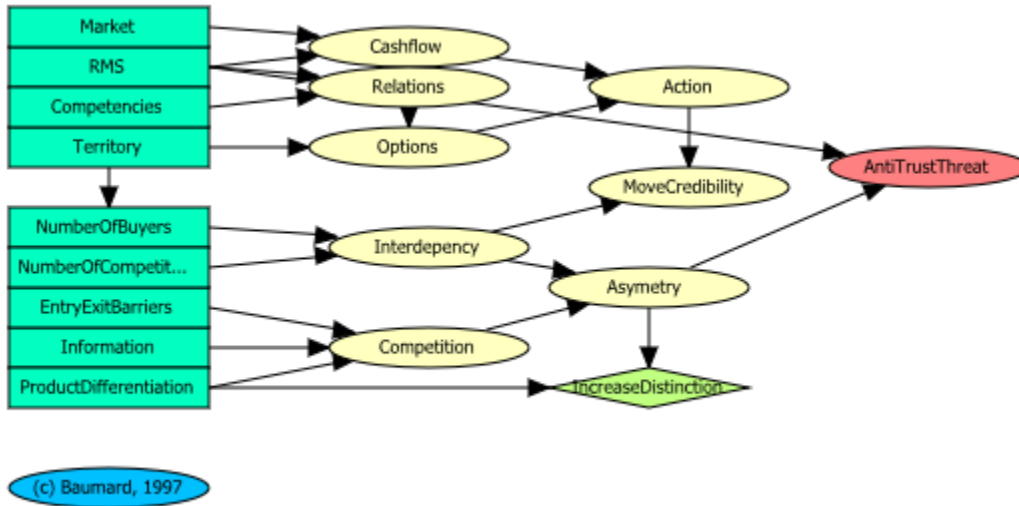 Market
RMS
Competencies
Territory
Cashflow
Relations
Options
Action
MoveCredibility
AntiTrustThreat
NumberOfBuyers
NumberOfCompetit...
EntryExitBarriers
Information
ProductDifferentiation
Interdepency
Competition
Asymetry
IncreaseDistinction
(c) Baumard, 1997